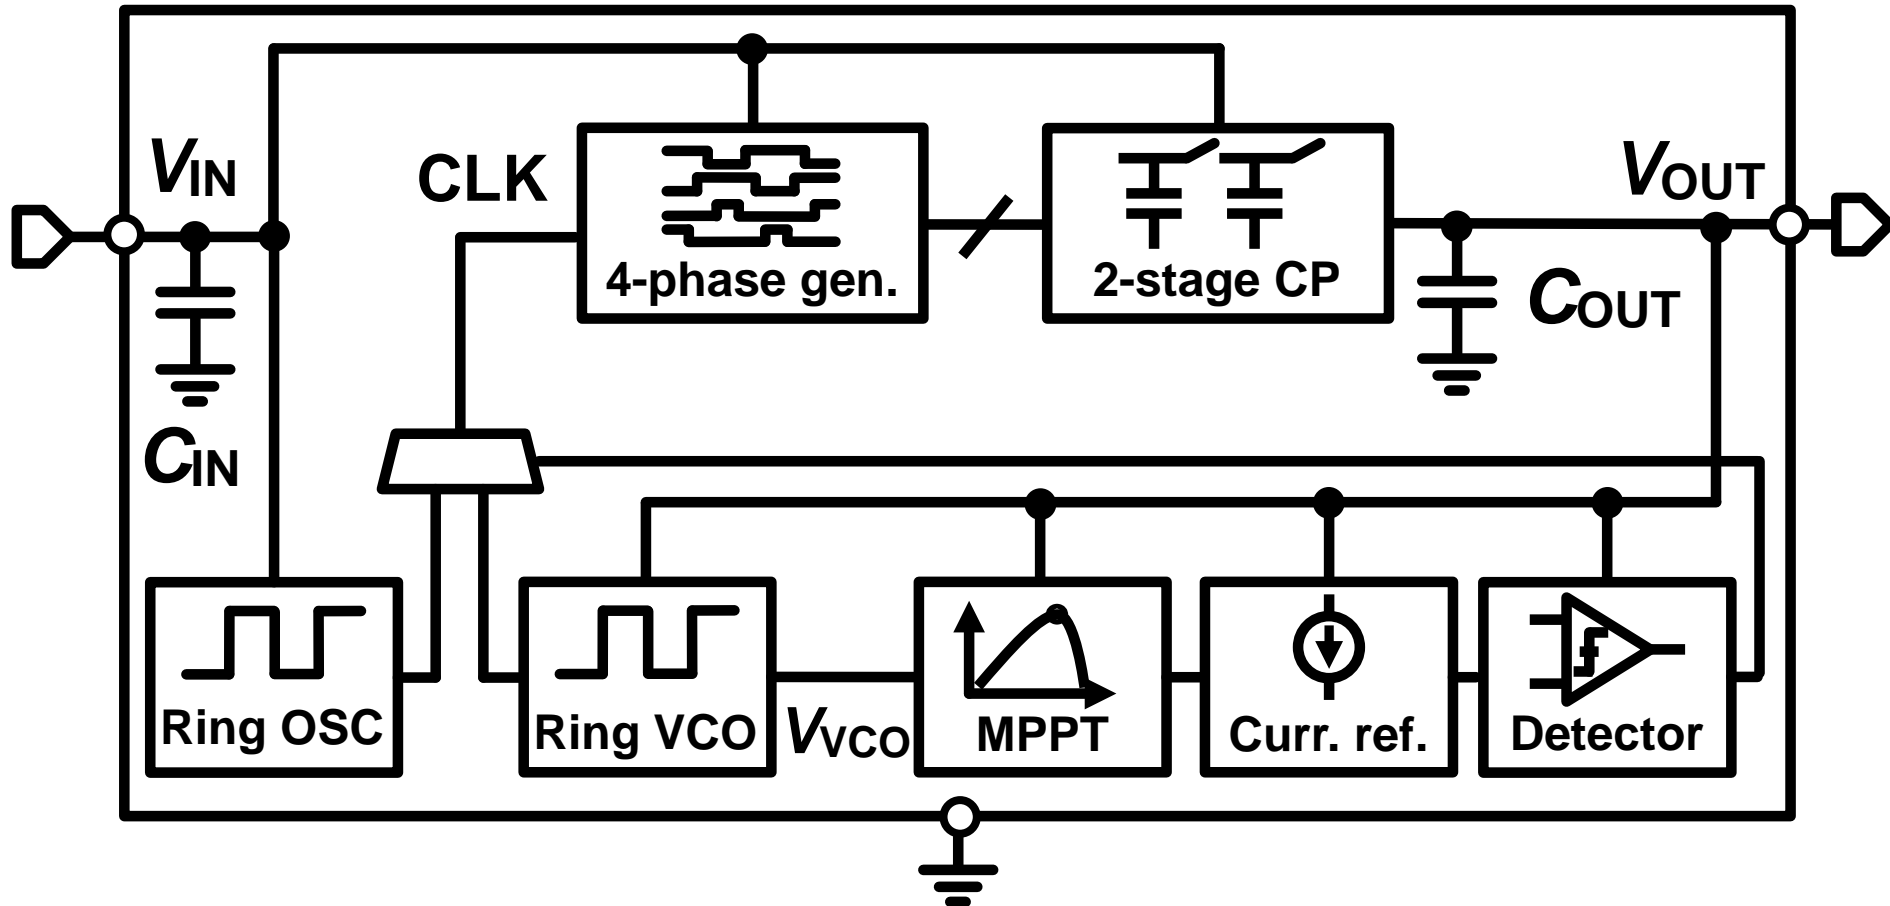 VIN
CLK
4-phase gen.
2-stage CP
VOUT
COUT
CIN
Ring OSC
Ring VCO
VVCO
MPPT
Curr. ref.
Detector